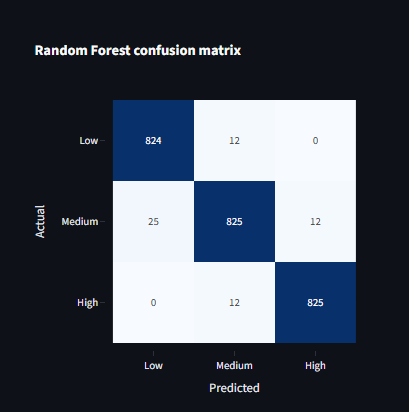 Random Forest confusion matrix
Low 824 12 0
Actual
Medium 25 825 12
High 0 12 825
Low Medium High
Predicted